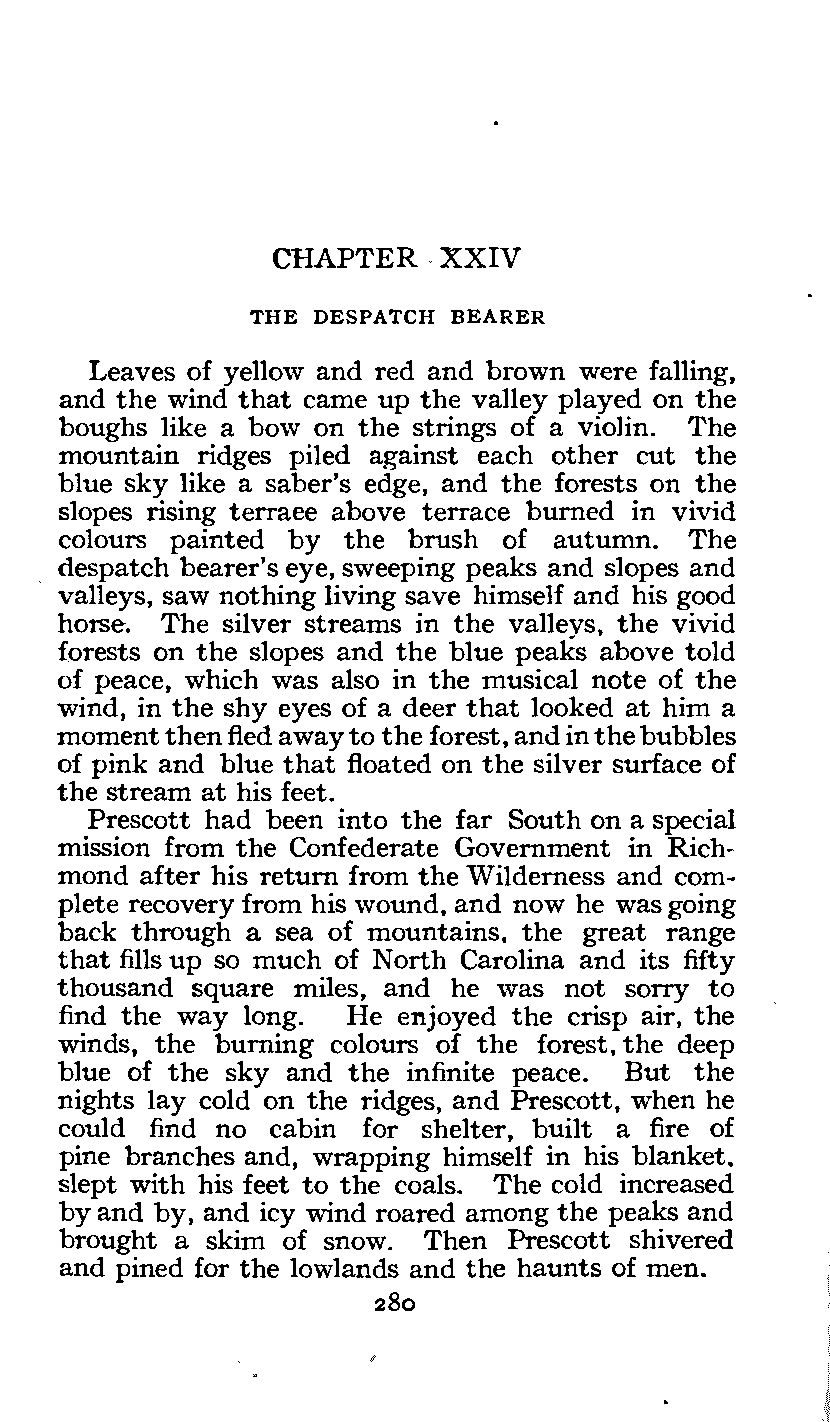 CHAPTER XXIV
THE DESPATCH BEARER
Leaves of yellow and red and brown were falling,
and the wind that came up the valley played on the
boughs like a bow on the strings of a violin. The
mountain ridges piled against each other cut the
blue sky like a saber's edge, and the forests on the
slopes rising terrace above terrace burned in vivid
colours painted by the brush of autumn. The
despatch bearer's eye, sweeping peaks and slopes and
valleys, saw nothing living save himself and his good
horse. The silver streams in the valleys, the vivid
forests on the slopes and the blue peaks above told
of peace, which was also in the musical note of the
wind, in the shy eyes of a deer that looked at him a
moment then fled away to the forest, and in the bubbles
of pink and blue that floated on the silver surface of
the stream at his feet.
Prescott had been into the far South on a special
mission from the Confederate Government in Rich-
mond after his return from the Wilderness and com-
plete recovery from his wound, and now he was going
back through a sea of mountains, the great range
that fills up so much of North Carolina and its fifty
thousand square miles, and he was not sorry to
find the way long. He enjoyed the crisp air, the
winds, the burning colours of the forest, the deep
blue of the sky and the infinite peace. But the
nights lay cold on the ridges, and Prescott, when he
could find no cabin for shelter, built a fire of
pine branches and, wrapping himself in his blanket,
slept with his feet to the coals. The cold increased
by and by, and icy wind roared among the peaks and
brought a skim of snow. Then Prescott shivered
and pined for the lowlands and the haunts of men.
280